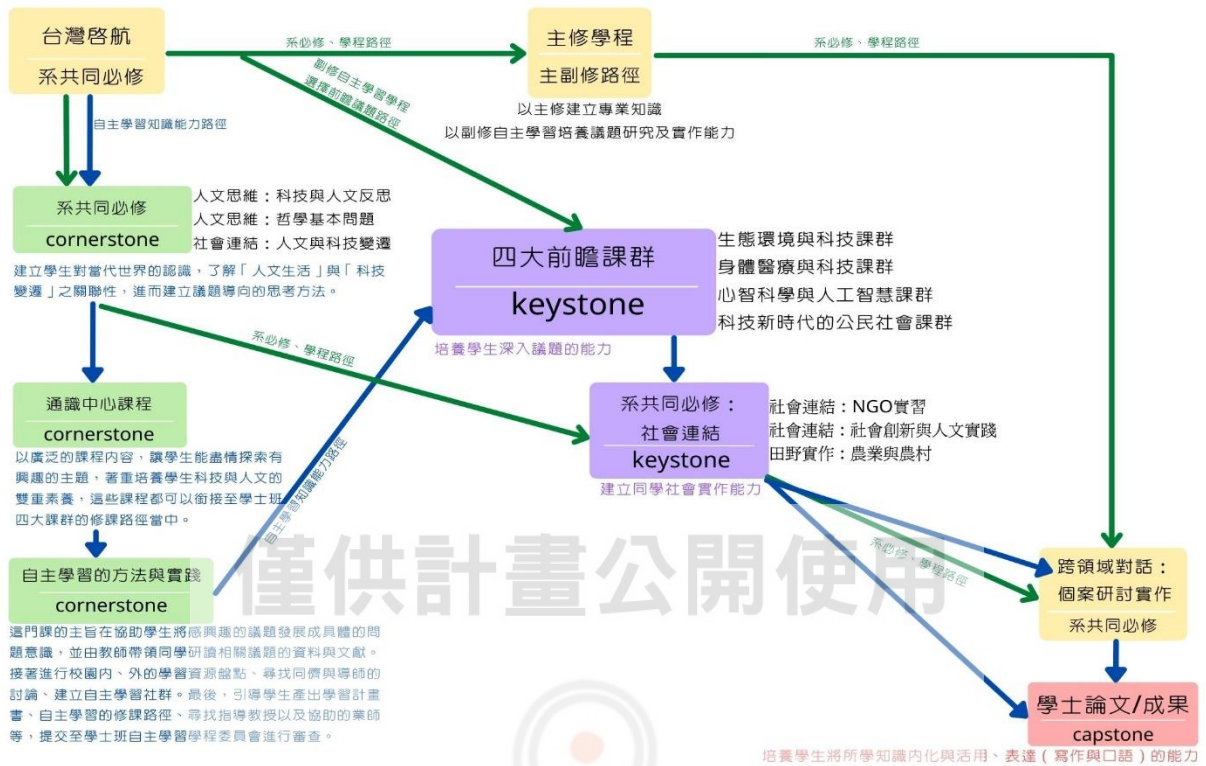 台灣啓航
系共同必修
系必修、學程路徑
主修學程
主副修路徑
系必修、學程路徑
副修自主學習學程
選擇前瞻議題路徑
以主修建立專業知識
以副修自主學習培養議題研究及實作能力
自主學習知識能力路徑
系共同必修
cornerstone
人文思維：科技與人文反思
人文思維：哲學基本問題
社會連結：人文與科技變遷
建立學生對當代世界的認識，了解「人文生活」與「科技
變遷」之關聯性，進而建立議題導向的思考方法。
四大前瞻課群
keystone
生態環境與科技課群
身體醫療與科技課群
心智科學與人工智慧課群
科技新時代的公民社會課群
培養學生深入議題的能力
系必修、學程路徑
通識中心課程
cornerstone
以廣泛的課程內容，讓學生能盡情探索有
興趣的主題，著重培養學生科技與人文的
雙重素養，這些課程都可以銜接至學士班
四大課群的修課路徑當中。
自主學習知識能力路徑
系共同必修：
社會連結
keystone
社會連結：NGO實習
社會連結：社會創新與人文實踐
田野實作：農業與農村
建立同學社會實作能力
系必修、學程路徑
僅供計畫公開使用
自主學習的方法與實踐
cornerstone
這門課的主旨在協助學生將感興趣的議題發展成具體的問
題意識，並由教師帶領同學研讀相關議題的資料與文獻。
接著進行校園內、外的學習資源盤點、尋找同儕與導師的
討論、建立自主學習社群。最後，引導學生產出學習計畫
書、自主學習的修課路徑、尋找指導教授以及協助的業師
等，提交至學士班自主學習學程委員會進行審查。
跨領域對話：
個案研討實作
系共同必修
學士論文/成果
capstone
培養學生將所學知識內化與活用、表達（寫作與口語）的能力